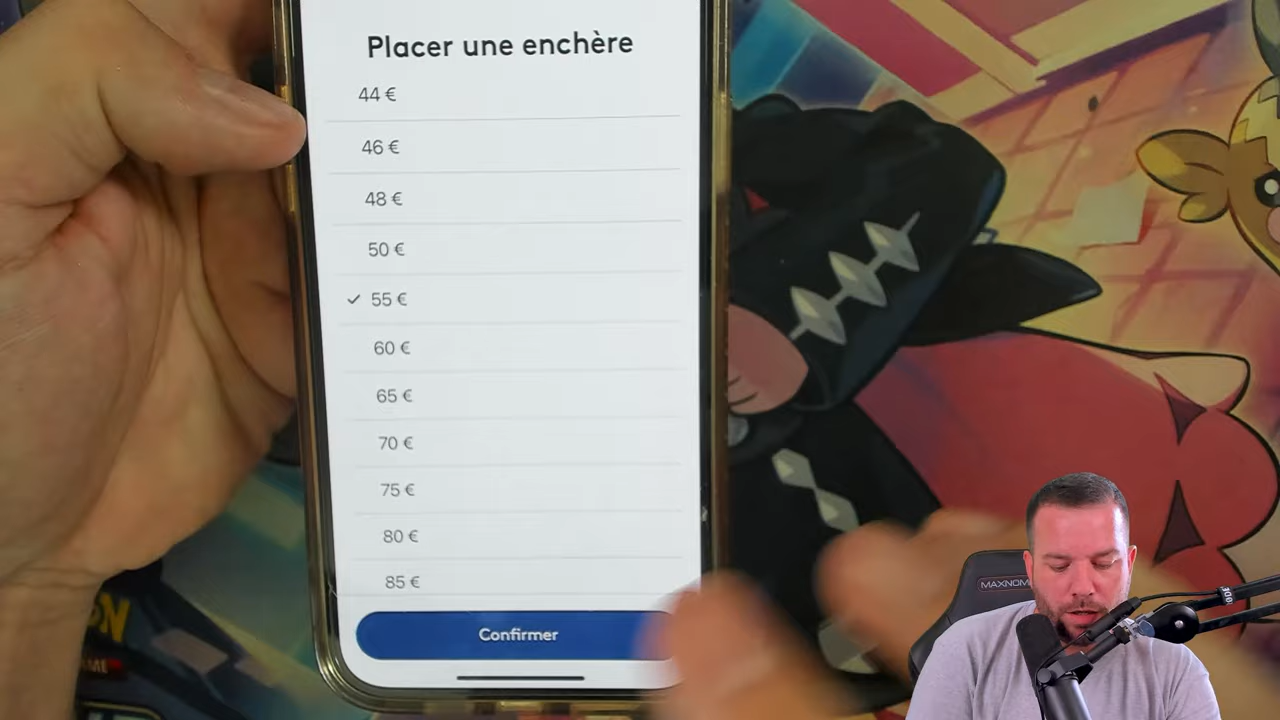 Placer une enchère
44 €
46 €
48 €
50 €
✓ 55 €
60 €
65 €
70 €
75 €
80 €
85 €
Confirmer
MAXNOM